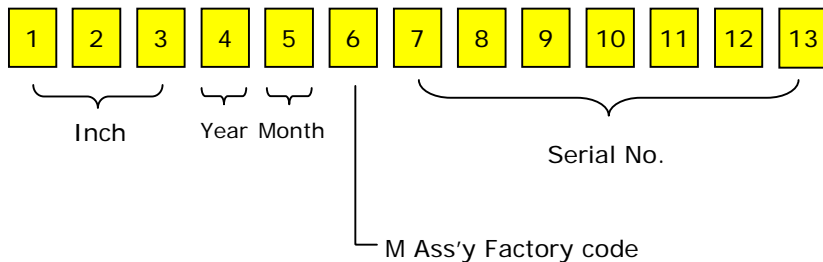 1 2 3 4 5 6 7 8 9 10 11 12 13
Inch Year Month Serial No.
M Ass'y Factory code